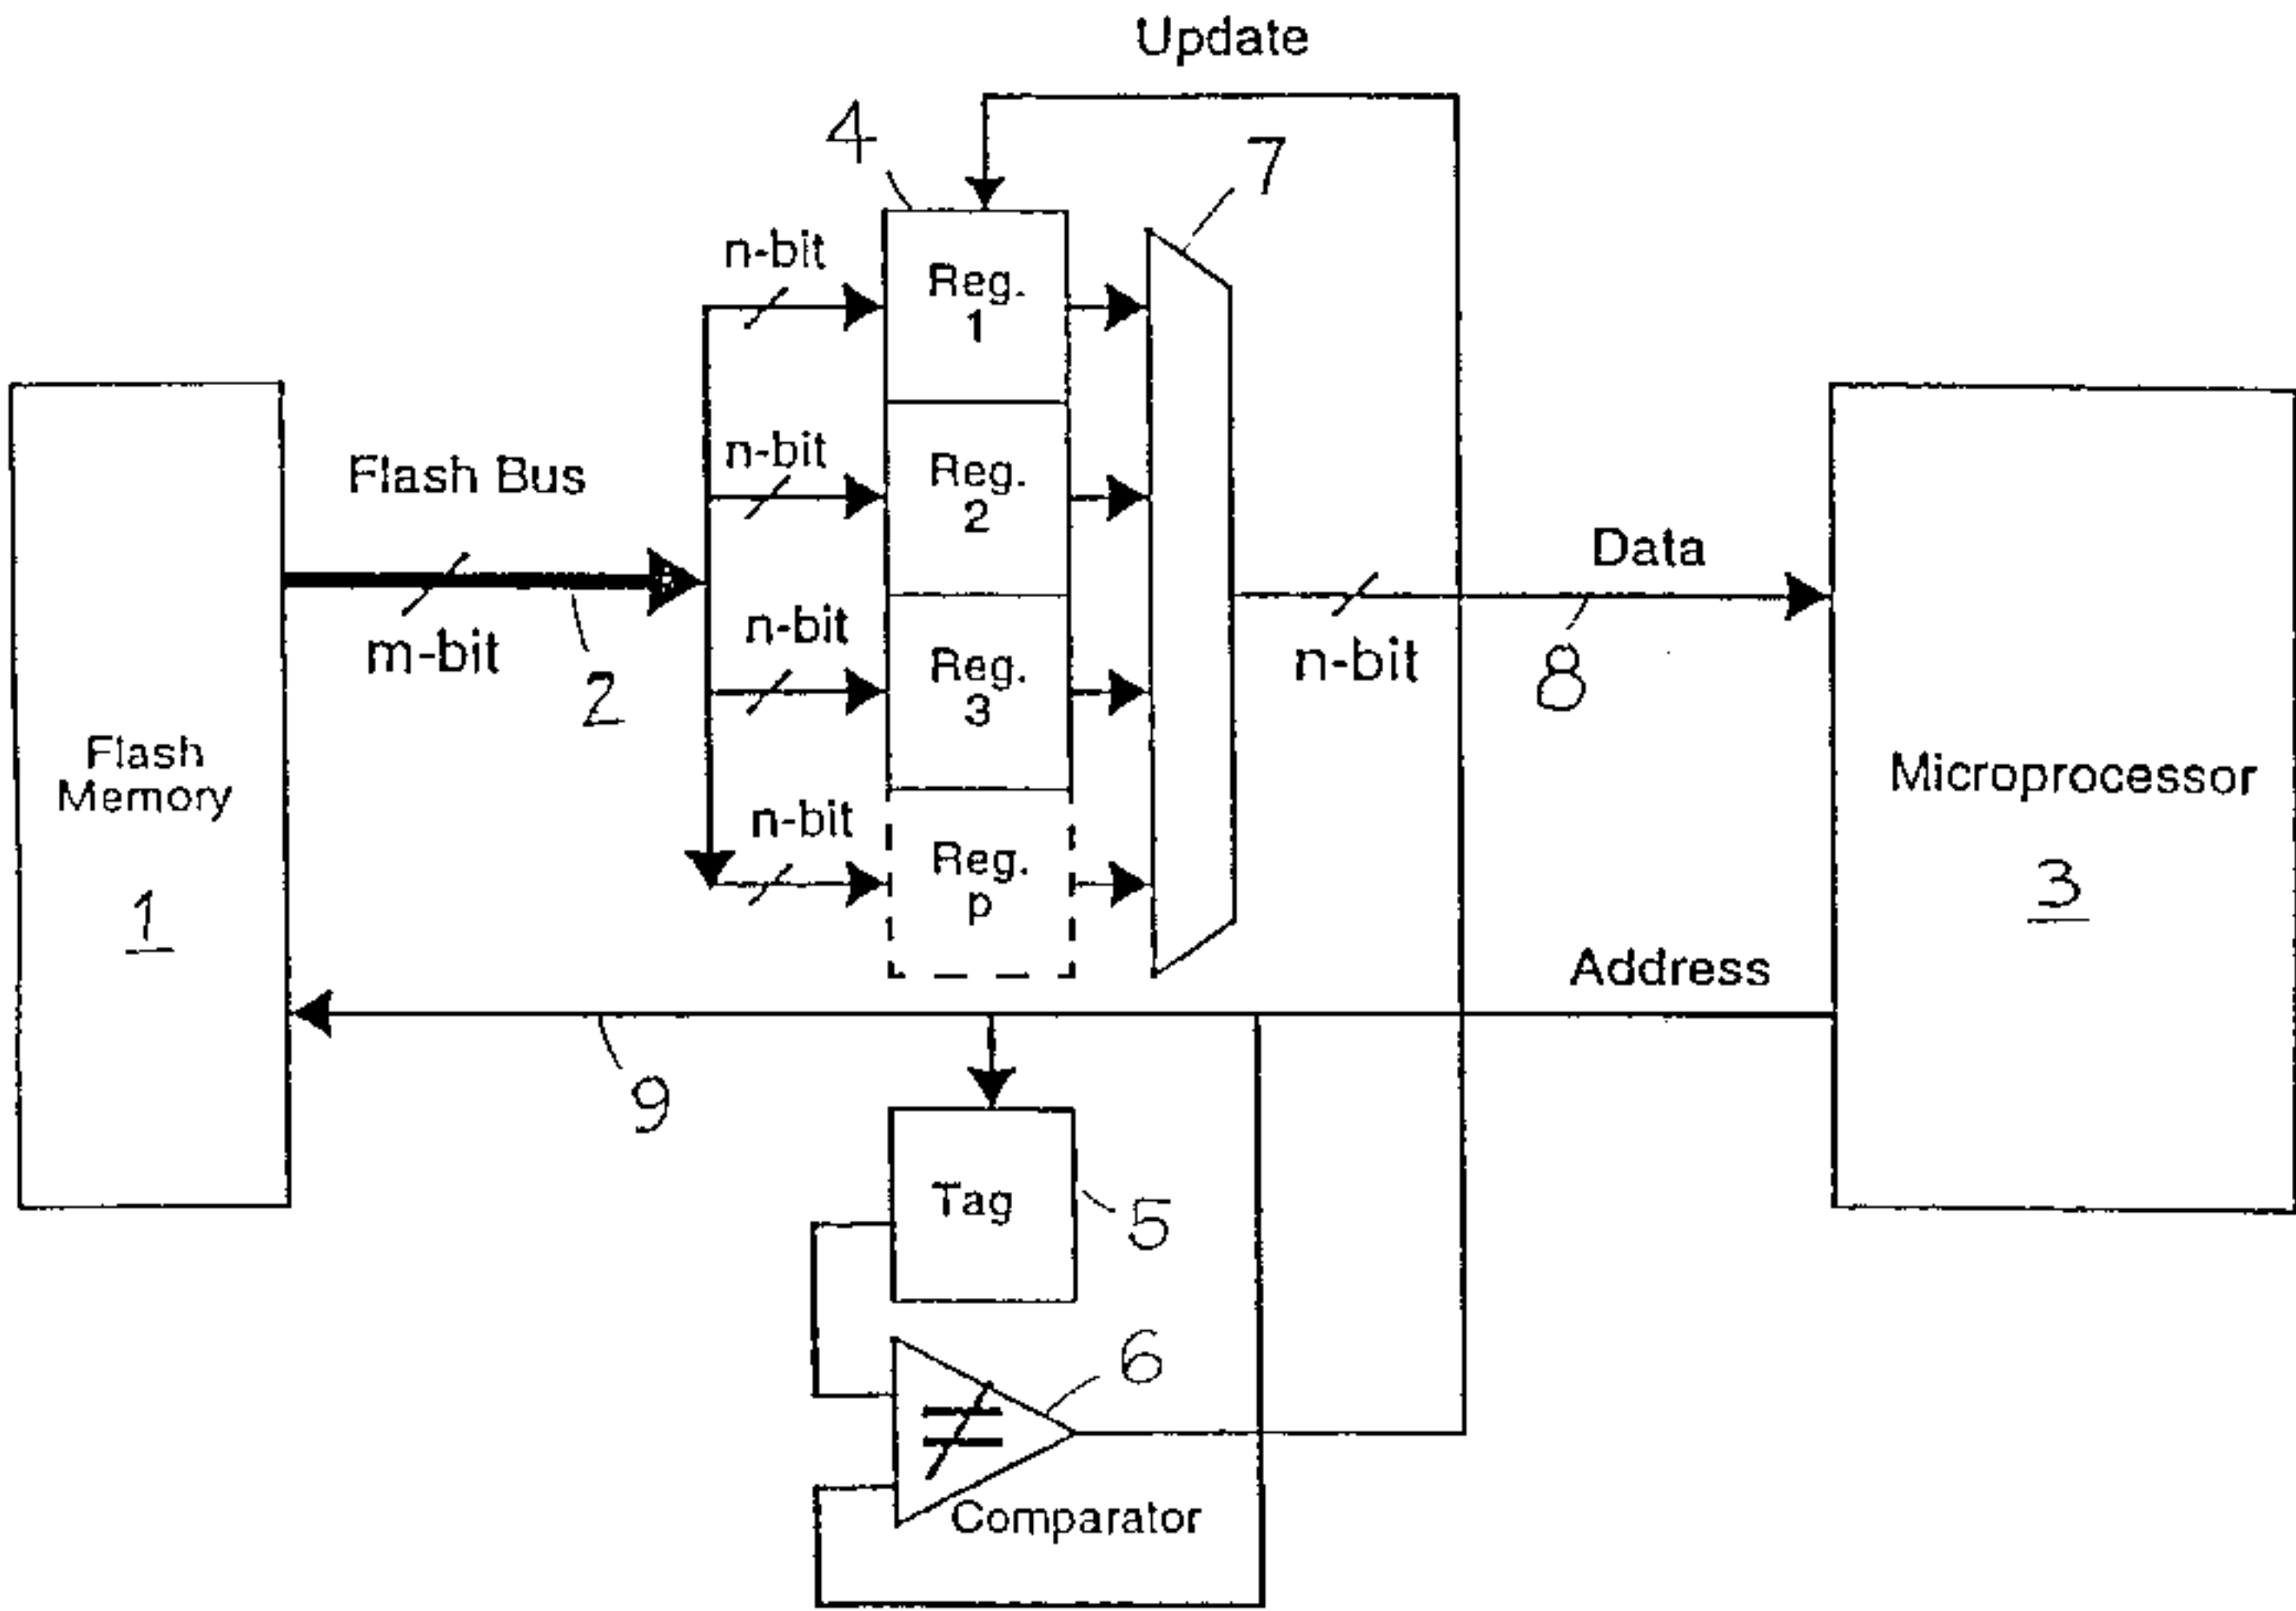 Update
4
7
n-bit
Reg.
1
n-bit
Reg.
2
Flash Bus
m-bit
2
n-bit
Reg.
3
n-bit
Reg.
p
Data
n-bit
8
Flash
Memory
1
Microprocessor
3
Address
9
Tag
5
≠
6
Comparator